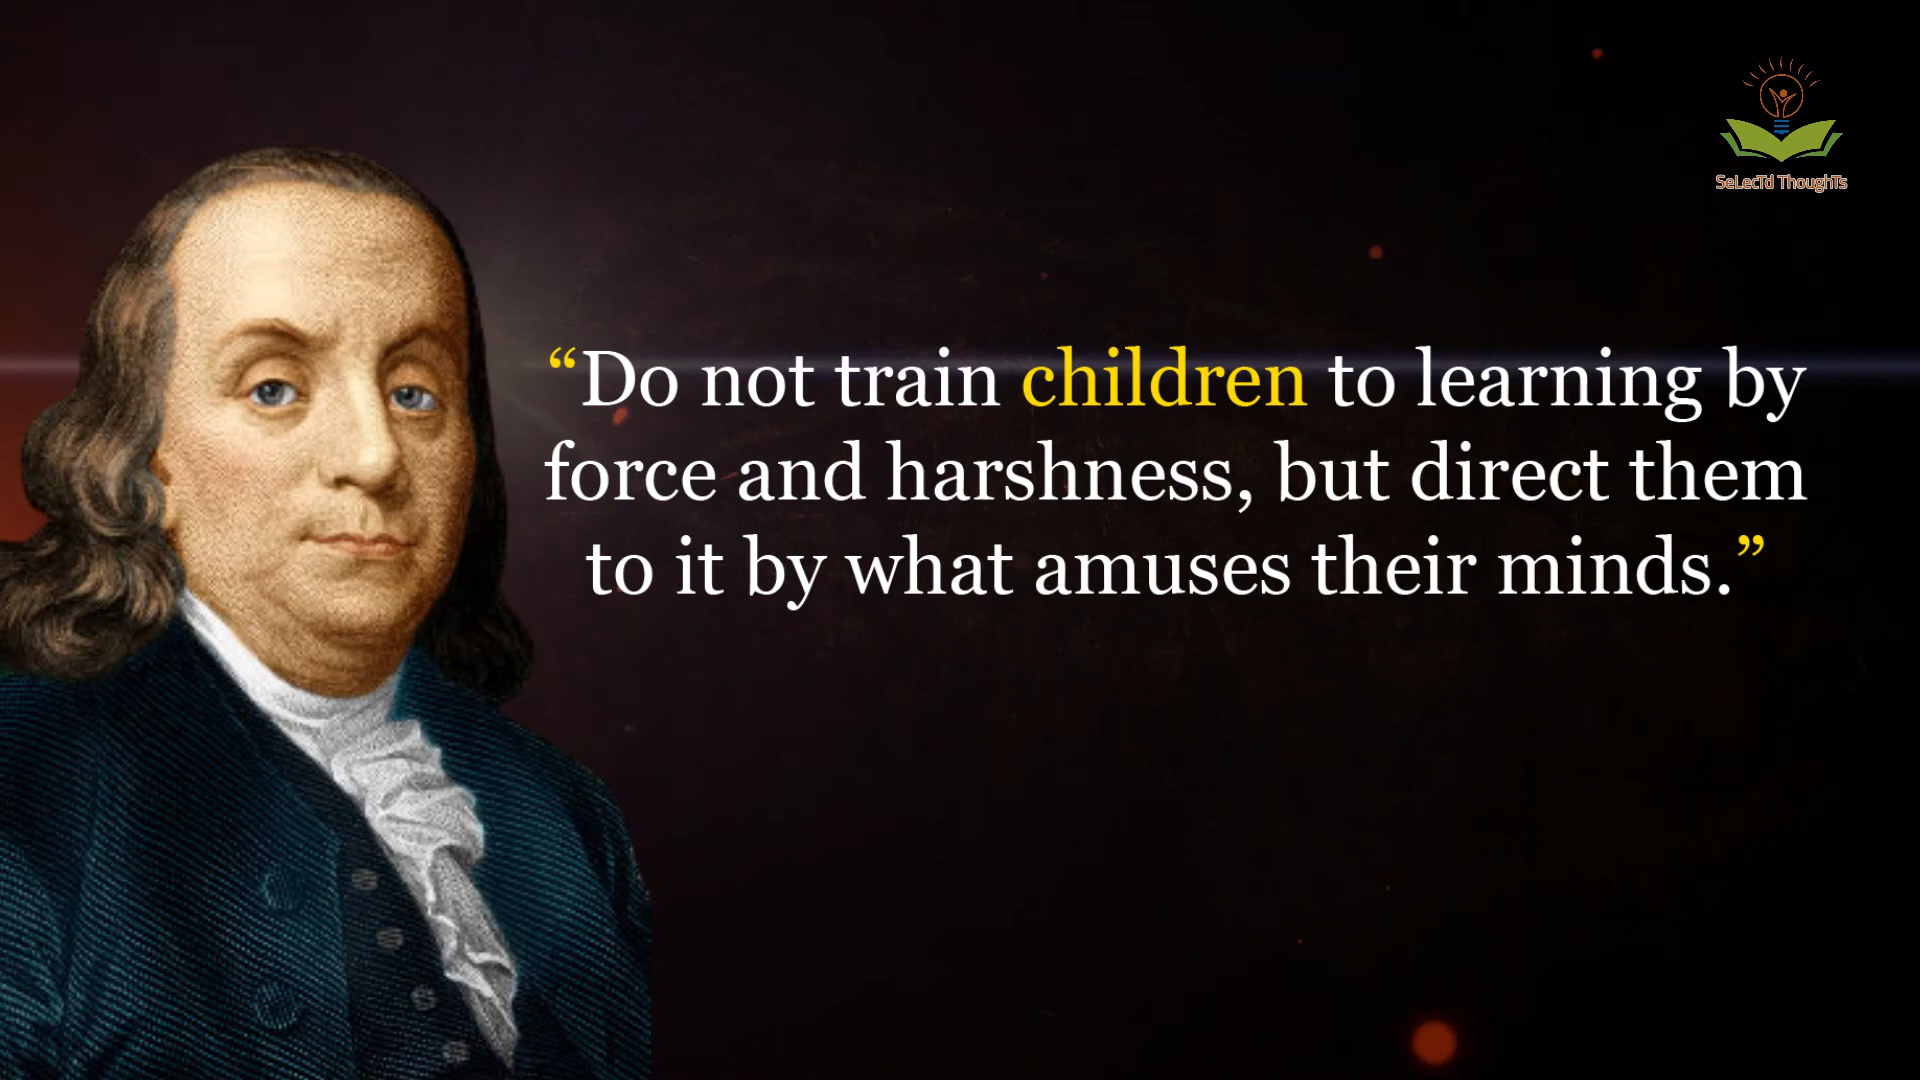 SeLecTd ThoughTs
“Do not train children to learning by
force and harshness, but direct them
to it by what amuses their minds.”